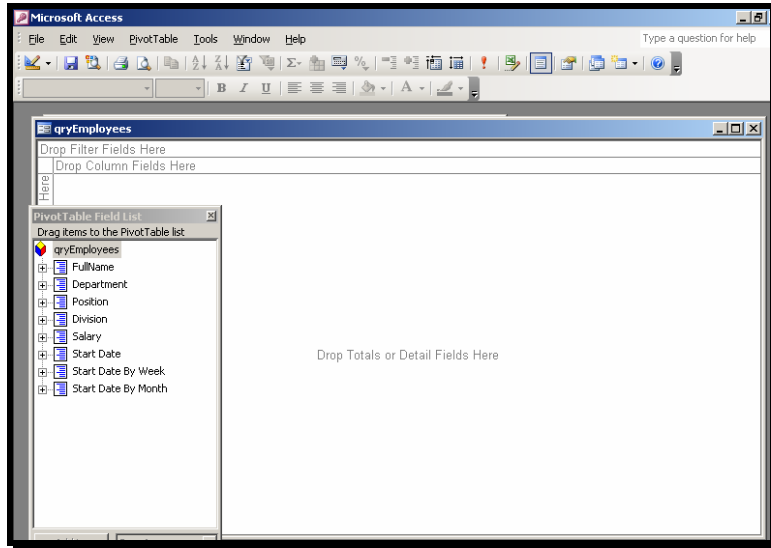 Microsoft Access
File Edit View PivotTable Tools Window Help Type a question for help
B I U A
qryEmployees
Drop Filter Fields Here
Drop Column Fields Here
Here
PivotTable Field List
Drag items to the PivotTable list
qryEmployees
FullName
Department
Position
Division
Salary
Start Date
Start Date By Week
Start Date By Month
Drop Totals or Detail Fields Here